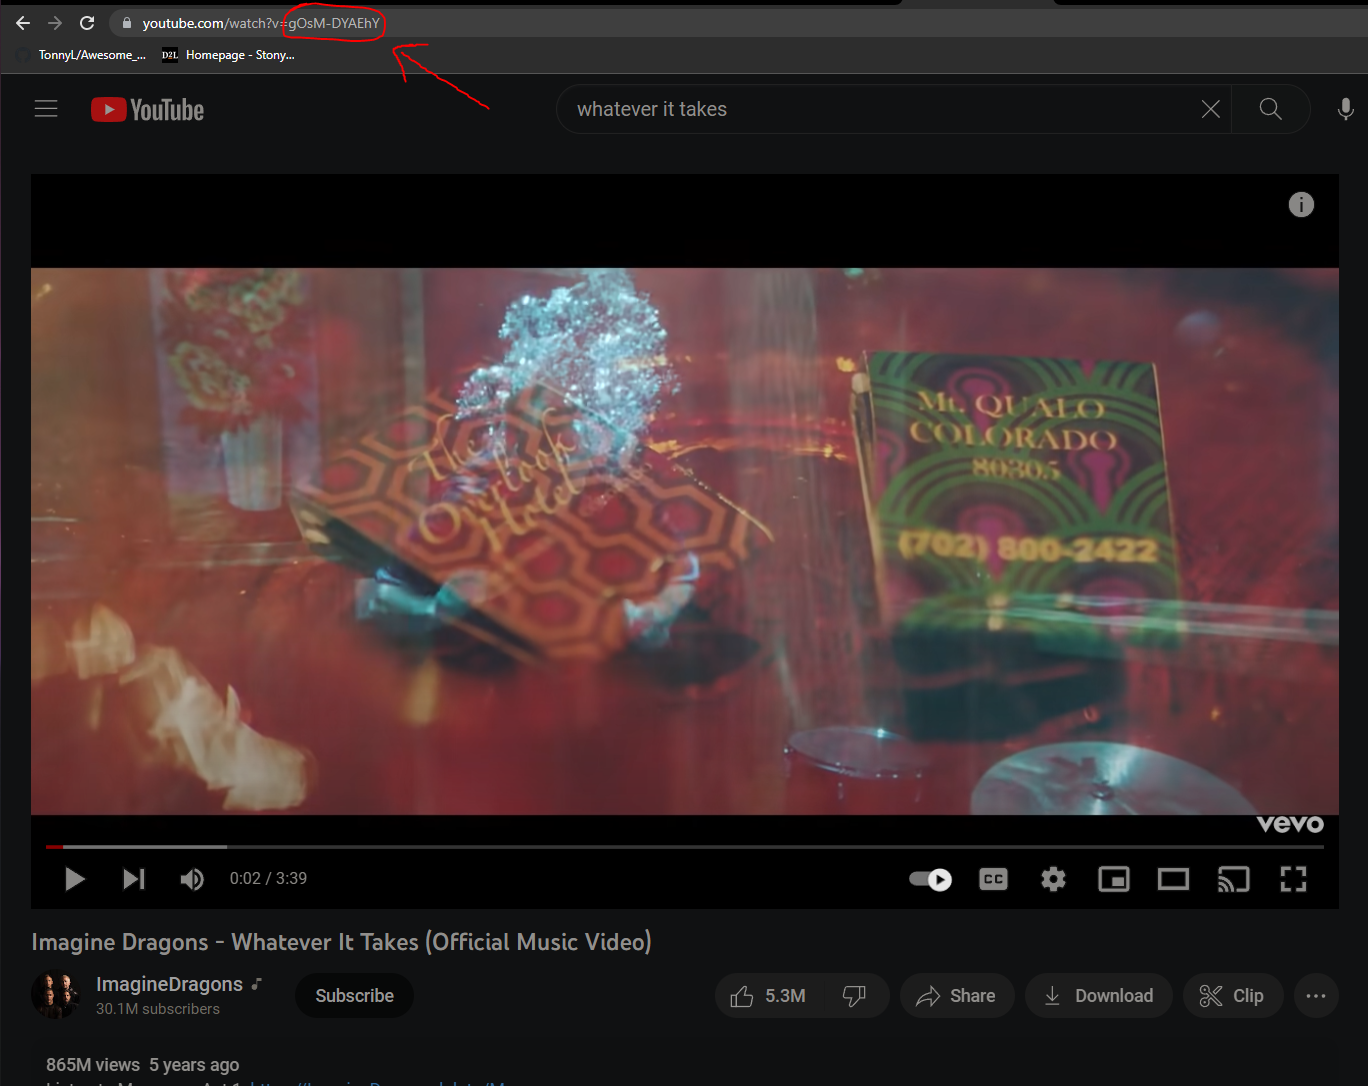 youtube.com/watch?v=gOsM-DYAEhY
TonnyL/Awesome_...
D2L Homepage - Stony...
YouTube
whatever it takes
The
Overlook
Hotel
Mt. QUALO
COLORADO
80305
(702) 800-2422
vevo
0:02 / 3:39
CC
Imagine Dragons - Whatever It Takes (Official Music Video)
ImagineDragons
30.1M subscribers
Subscribe
5.3M
Share
Download
Clip
865M views 5 years ago